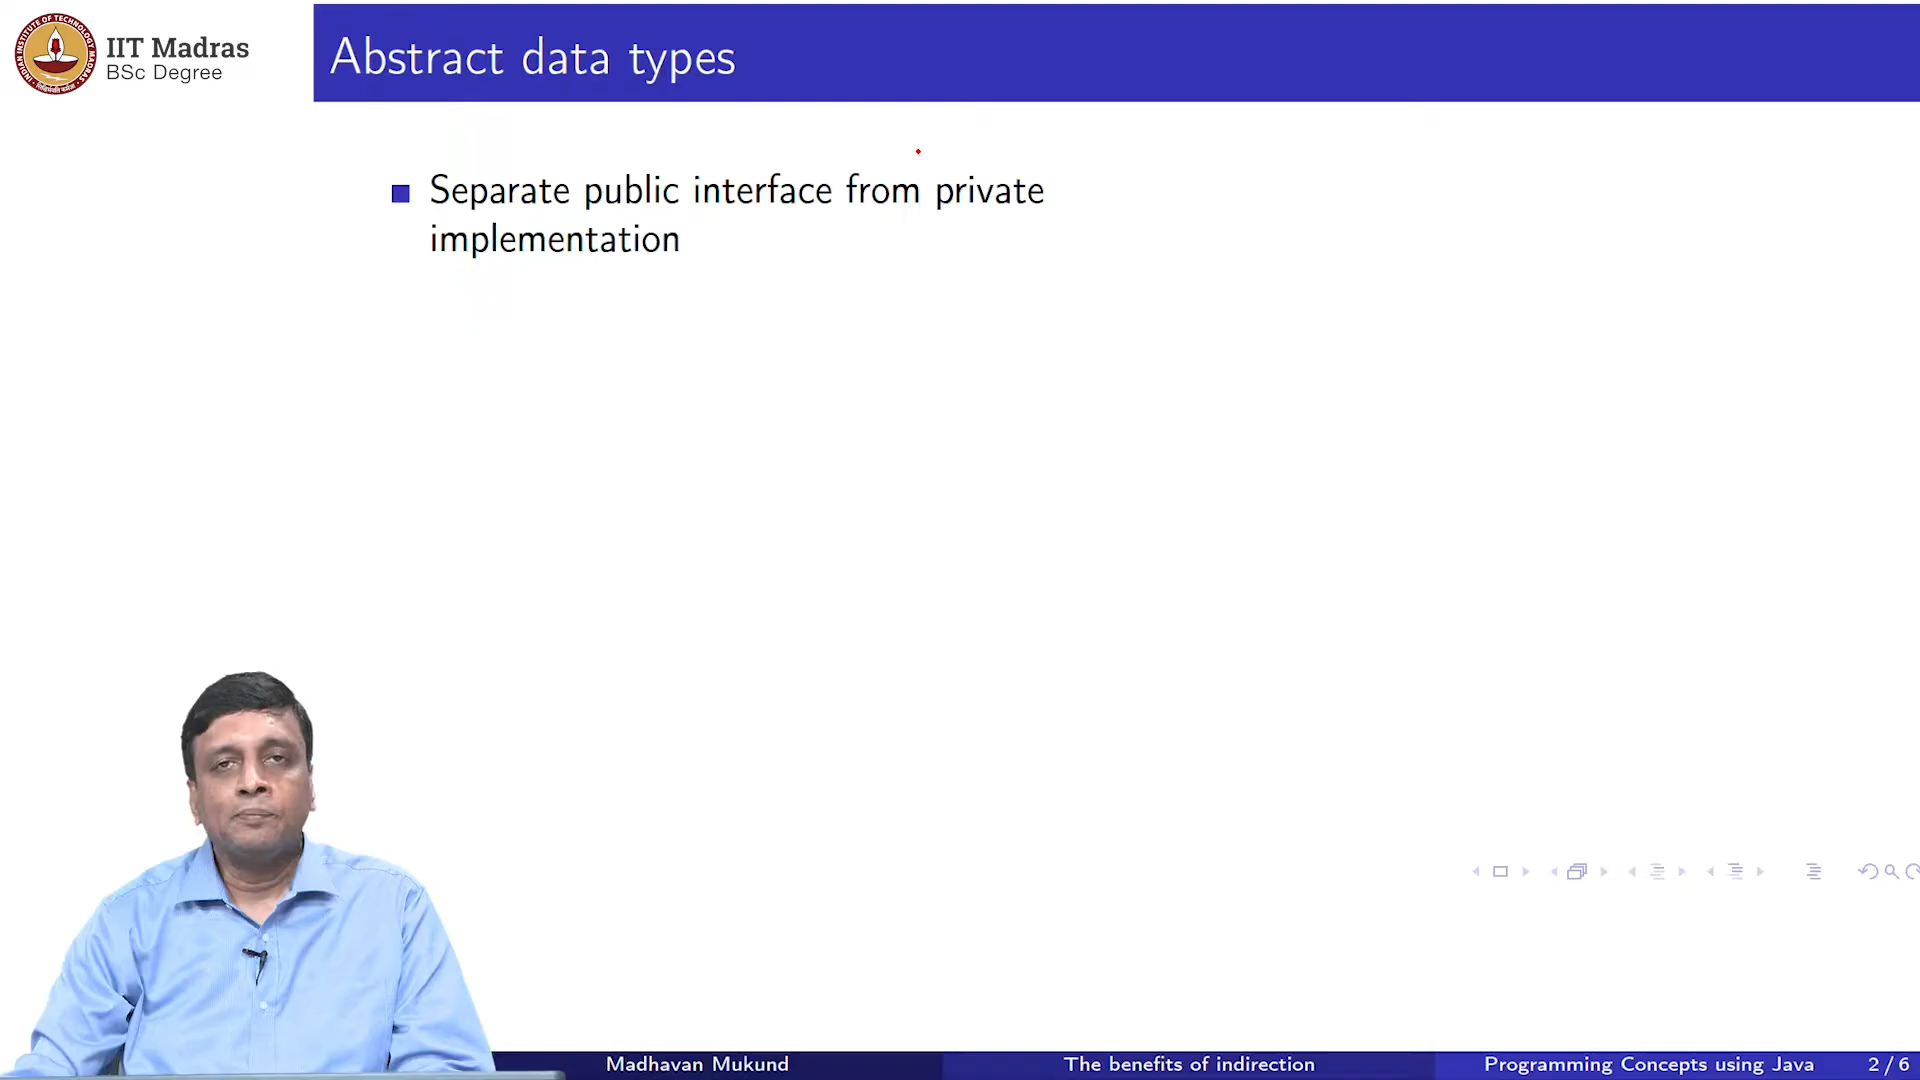 IIT Madras
BSc Degree
Abstract data types
Separate public interface from private
implementation
Madhavan Mukund
The benefits of indirection
Programming Concepts using Java
2 / 6